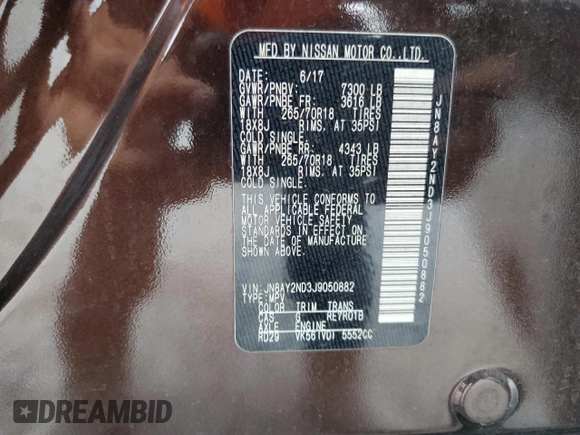 MFD BY NISSAN MOTOR CO.,LTD.
DATE: 6/17
GVWR/PNBV: 7300 LB
GAWR/PNBE FR: 3616 LB
WITH 265/70R18 TIRES
18X8J RIMS. AT 35PSI
COLD SINGLE.
GAWR/PNBE RR: 4343 LB
WITH 265/70R18 TIRES
18X8J RIMS. AT 35PSI
COLD SINGLE.
THIS VEHICLE CONFORMS TO
ALL APPLICABLE FEDERAL
MOTOR VEHICLE SAFETY
STANDARDS IN EFFECT ON
THE DATE OF MANUFACTURE
SHOWN ABOVE.
VIN:JN8AY2ND3J9050882
TYPE:MPV
COLOR TRIM TRANS
CAS G RE7R01B
AXLE ENGINE
RD29 VK56(VD) 5552CC
JN8AY2ND3J9050882
DREAMBID